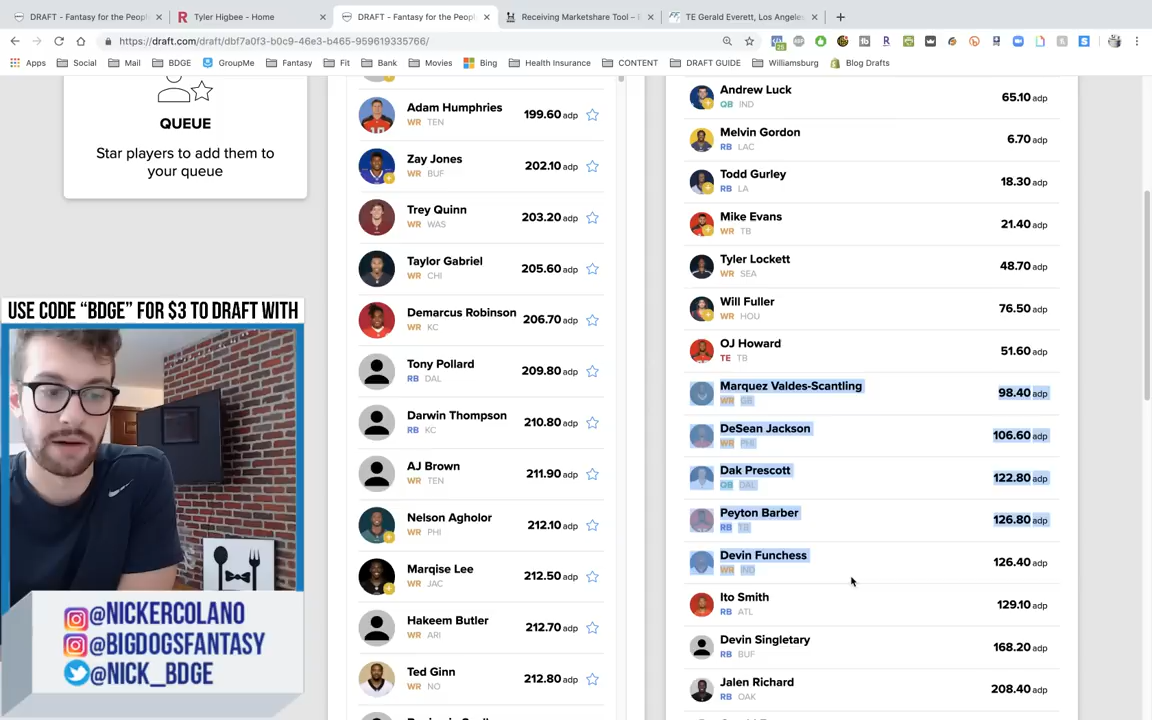 DRAFT - Fantasy for the Peopl
Tyler Higbee - Home
DRAFT - Fantasy for the Peopl
Receiving Marketshare Tool –
TE Gerald Everett, Los Angeles
https://draft.com/draft/dbf7a0f3-b0c9-46e3-b465-959619335766/
Apps Social Mail BDGE GroupMe Fantasy Fit Bank Movies Bing Health Insurance CONTENT DRAFT GUIDE Williamsburg Blog Drafts
QUEUE
Star players to add them to
your queue
USE CODE "BDGE" FOR $3 TO DRAFT WITH
@NICKERCOLANO
@BIGDOGSFANTASY
@NICK_BDGE
Adam Humphries 199.60 adp
WR TEN
Zay Jones 202.10 adp
WR BUF
Trey Quinn 203.20 adp
WR WAS
Taylor Gabriel 205.60 adp
WR CHI
Demarcus Robinson 206.70 adp
WR KC
Tony Pollard 209.80 adp
RB DAL
Darwin Thompson 210.80 adp
RB KC
AJ Brown 211.90 adp
WR TEN
Nelson Agholor 212.10 adp
WR PHI
Marqise Lee 212.50 adp
WR JAC
Hakeem Butler 212.70 adp
WR ARI
Ted Ginn 212.80 adp
WR NO
Andrew Luck 65.10 adp
QB IND
Melvin Gordon 6.70 adp
RB LAC
Todd Gurley 18.30 adp
RB LA
Mike Evans 21.40 adp
WR TB
Tyler Lockett 48.70 adp
WR SEA
Will Fuller 76.50 adp
WR HOU
OJ Howard 51.60 adp
TE TB
Marquez Valdes-Scantling 98.40 adp
WR GB
DeSean Jackson 106.60 adp
WR PHI
Dak Prescott 122.80 adp
QB DAL
Peyton Barber 126.80 adp
RB TB
Devin Funchess 126.40 adp
WR IND
Ito Smith 129.10 adp
RB ATL
Devin Singletary 168.20 adp
RB BUF
Jalen Richard 208.40 adp
RB OAK